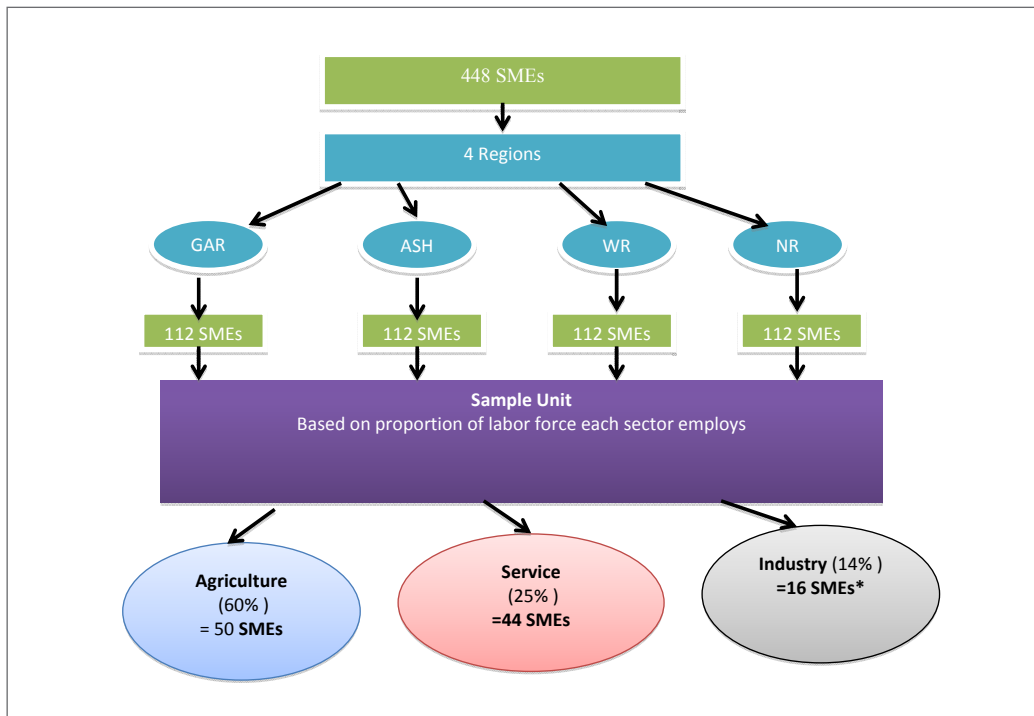 448 SMEs
4 Regions
GAR
ASH
WR
NR
112 SMEs
112 SMEs
112 SMEs
112 SMEs
Sample Unit
Based on proportion of labor force each sector employs
Agriculture
(60% )
= 50 SMEs
Service
(25% )
=44 SMEs
Industry (14% )
=16 SMEs*